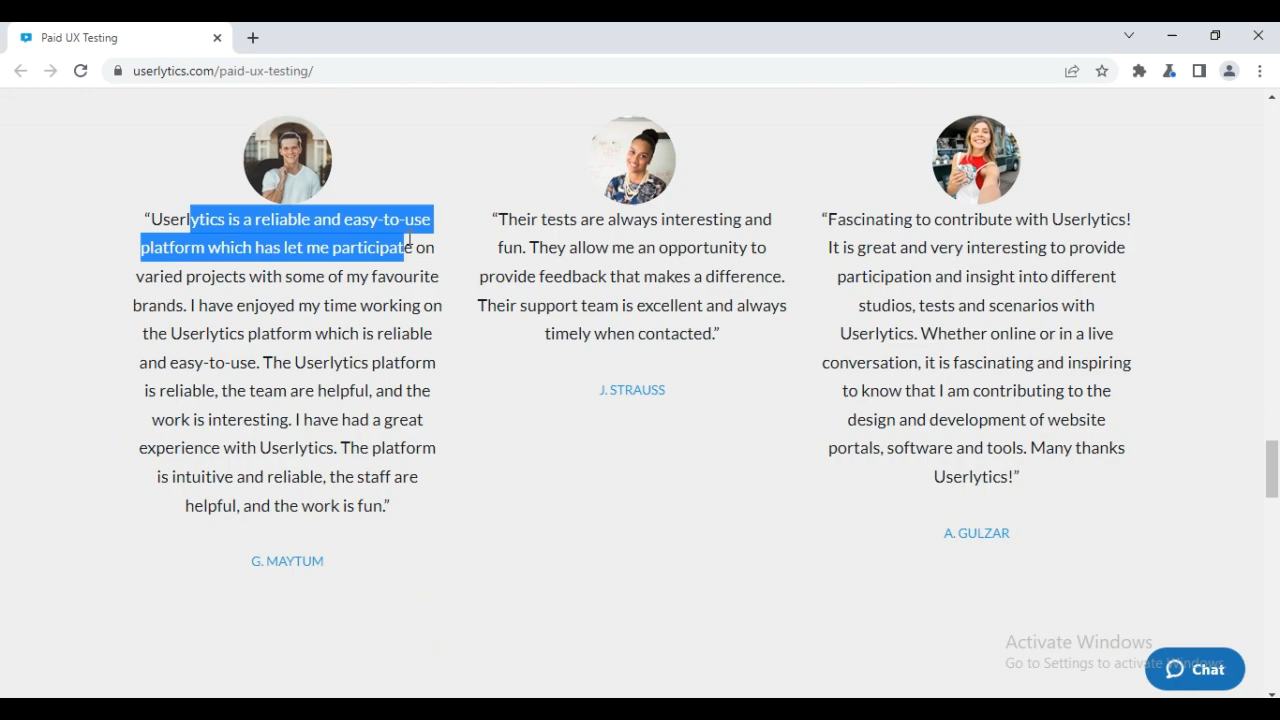 Paid UX Testing
userlytics.com/paid-ux-testing/
“Userlytics is a reliable and easy-to-use
platform which has let me participate on
varied projects with some of my favourite
brands. I have enjoyed my time working on
the Userlytics platform which is reliable
and easy-to-use. The Userlytics platform
is reliable, the team are helpful, and the
work is interesting. I have had a great
experience with Userlytics. The platform
is intuitive and reliable, the staff are
helpful, and the work is fun.”
G. MAYTUM
“Their tests are always interesting and
fun. They allow me an opportunity to
provide feedback that makes a difference.
Their support team is excellent and always
timely when contacted.”
J. STRAUSS
“Fascinating to contribute with Userlytics!
It is great and very interesting to provide
participation and insight into different
studios, tests and scenarios with
Userlytics. Whether online or in a live
conversation, it is fascinating and inspiring
to know that I am contributing to the
design and development of website
portals, software and tools. Many thanks
Userlytics!”
A. GULZAR
Activate Windows
Go to Settings to activate Windows.
Chat